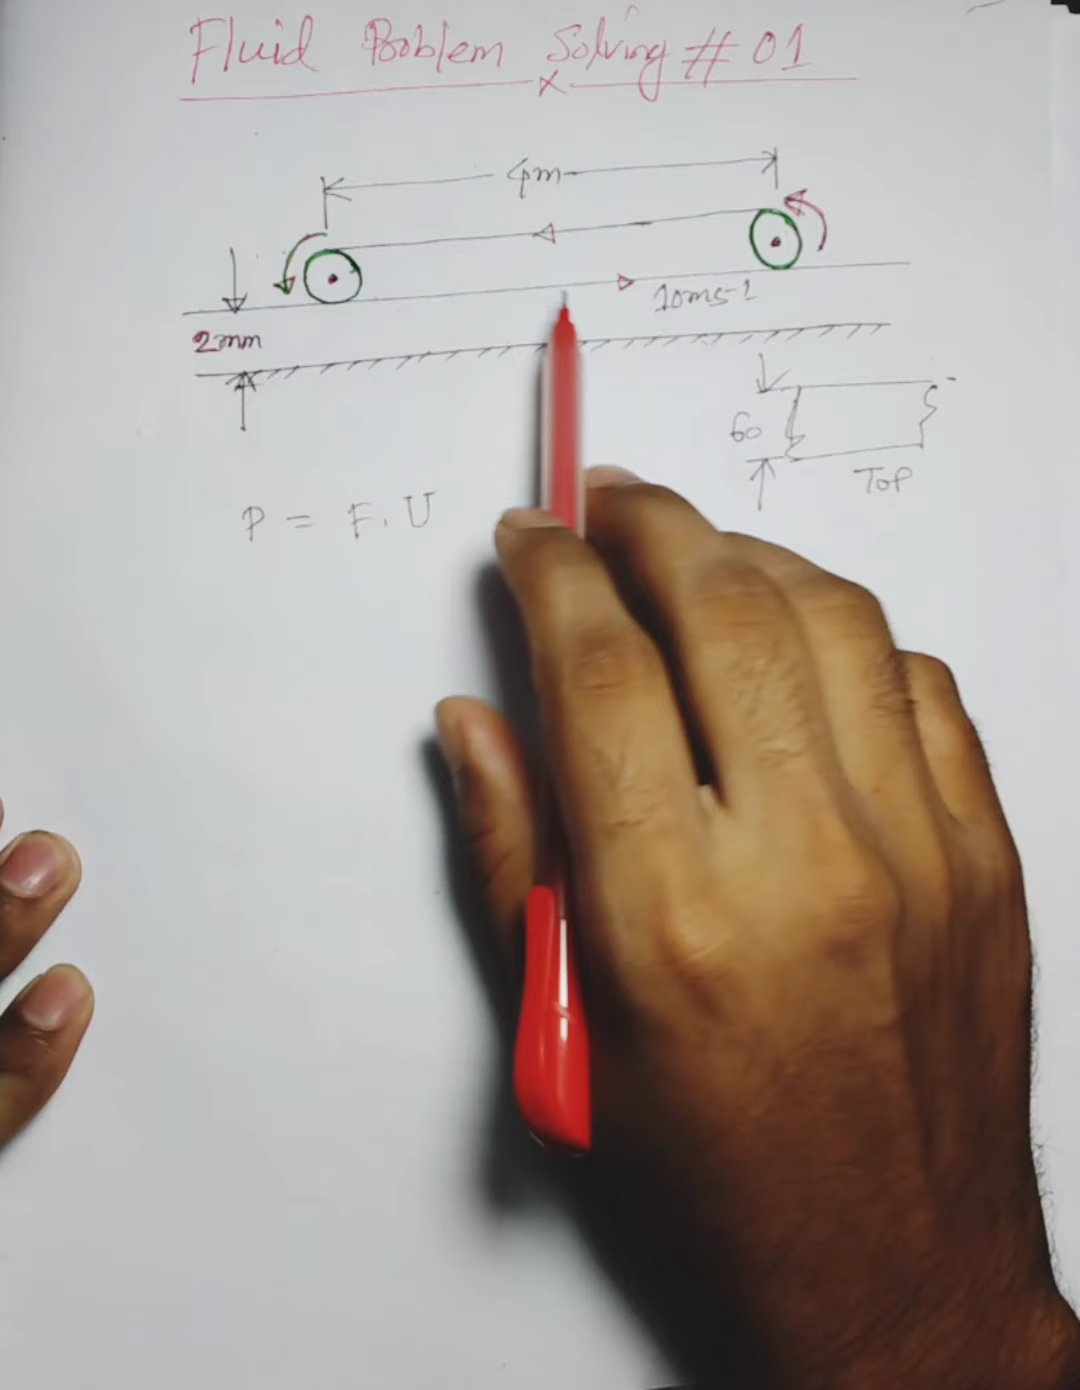 Fluid Problem Solving # 01
4m
10ms-1
2mm
60
TOP
P = F. U